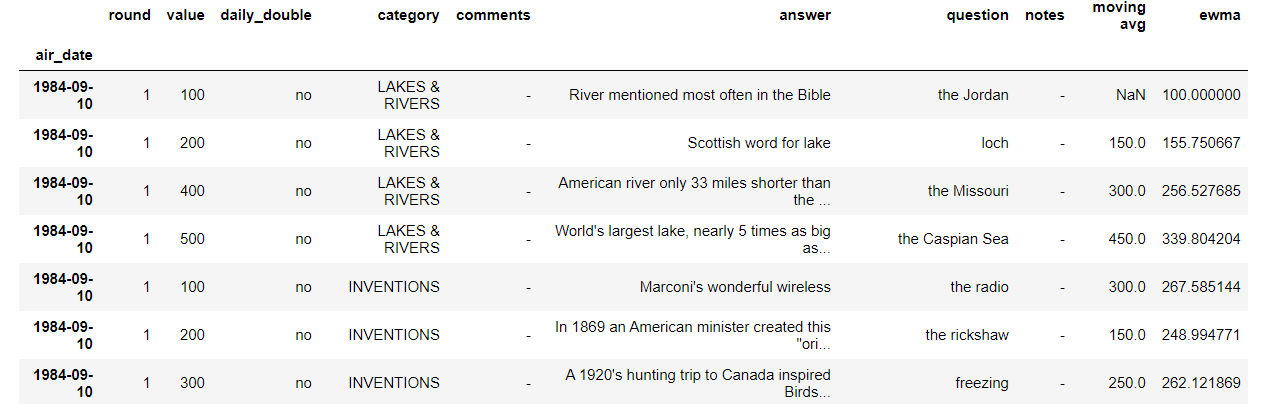 round value daily_double category comments answer question notes moving avg ewma
air_date
1984-09-10 1 100 no LAKES & RIVERS - River mentioned most often in the Bible the Jordan - NaN 100.000000
1984-09-10 1 200 no LAKES & RIVERS - Scottish word for lake loch - 150.0 155.750667
1984-09-10 1 400 no LAKES & RIVERS - American river only 33 miles shorter than the ... the Missouri - 300.0 256.527685
1984-09-10 1 500 no LAKES & RIVERS - World's largest lake, nearly 5 times as big as... the Caspian Sea - 450.0 339.804204
1984-09-10 1 100 no INVENTIONS - Marconi's wonderful wireless the radio - 300.0 267.585144
1984-09-10 1 200 no INVENTIONS - In 1869 an American minister created this "ori... the rickshaw - 150.0 248.994771
1984-09-10 1 300 no INVENTIONS - A 1920's hunting trip to Canada inspired Birds... freezing - 250.0 262.121869